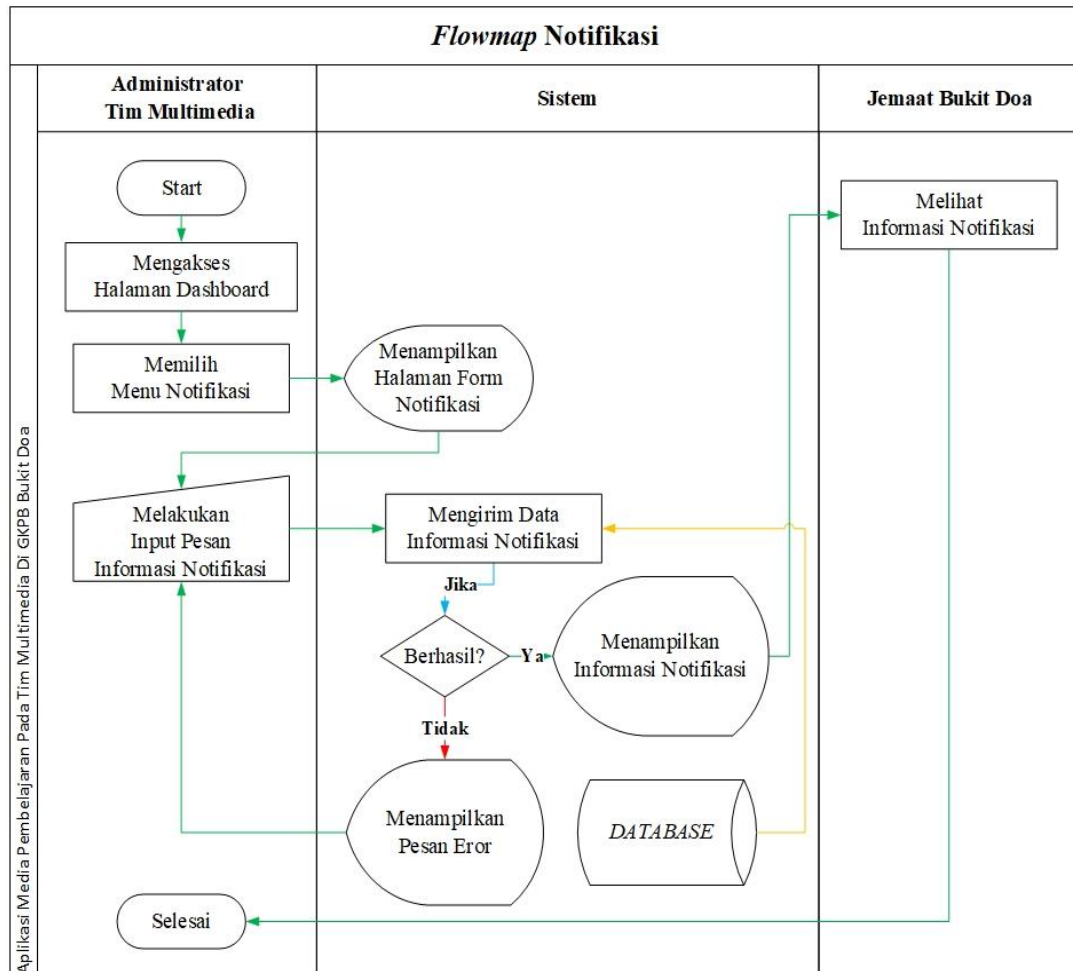 Flowmap Notifikasi
Aplikasi Media Pembelajaran Pada Tim Multimedia Di GKPB Bukit Doa
Administrator
Tim Multimedia
Sistem
Jemaat Bukit Doa
Start
Melihat
Informasi Notifikasi
Mengakses
Halaman Dashboard
Memilih
Menu Notifikasi
Menampilkan
Halaman Form
Notifikasi
Melakukan
Input Pesan
Informasi Notifikasi
Mengirim Data
Informasi Notifikasi
Jika
Berhasil?
Ya
Menampilkan
Informasi Notifikasi
Tidak
Menampilkan
Pesan Eror
DATABASE
Selesai